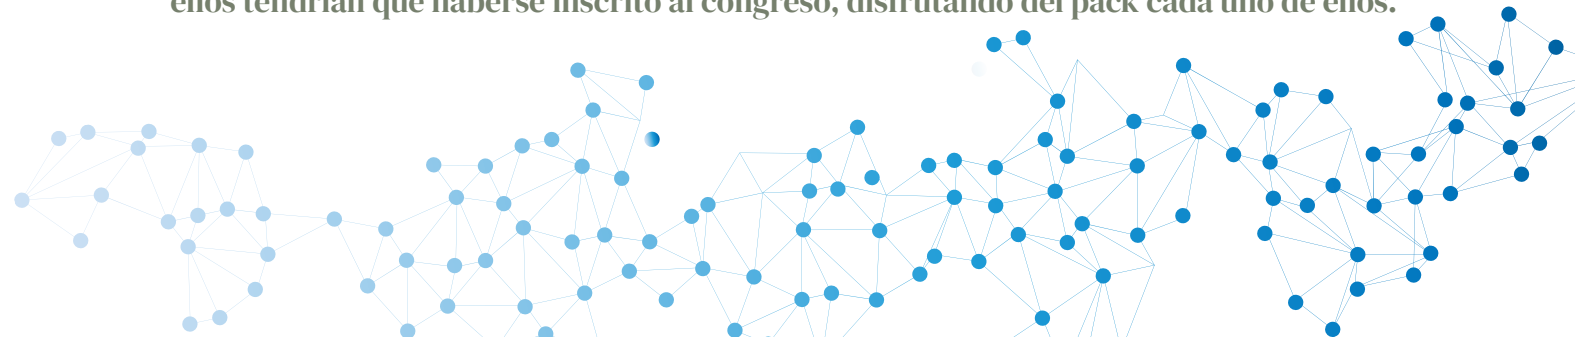 ellos tendrían que haberse inscrito al congreso, disfrutando del pack cada uno de ellos.